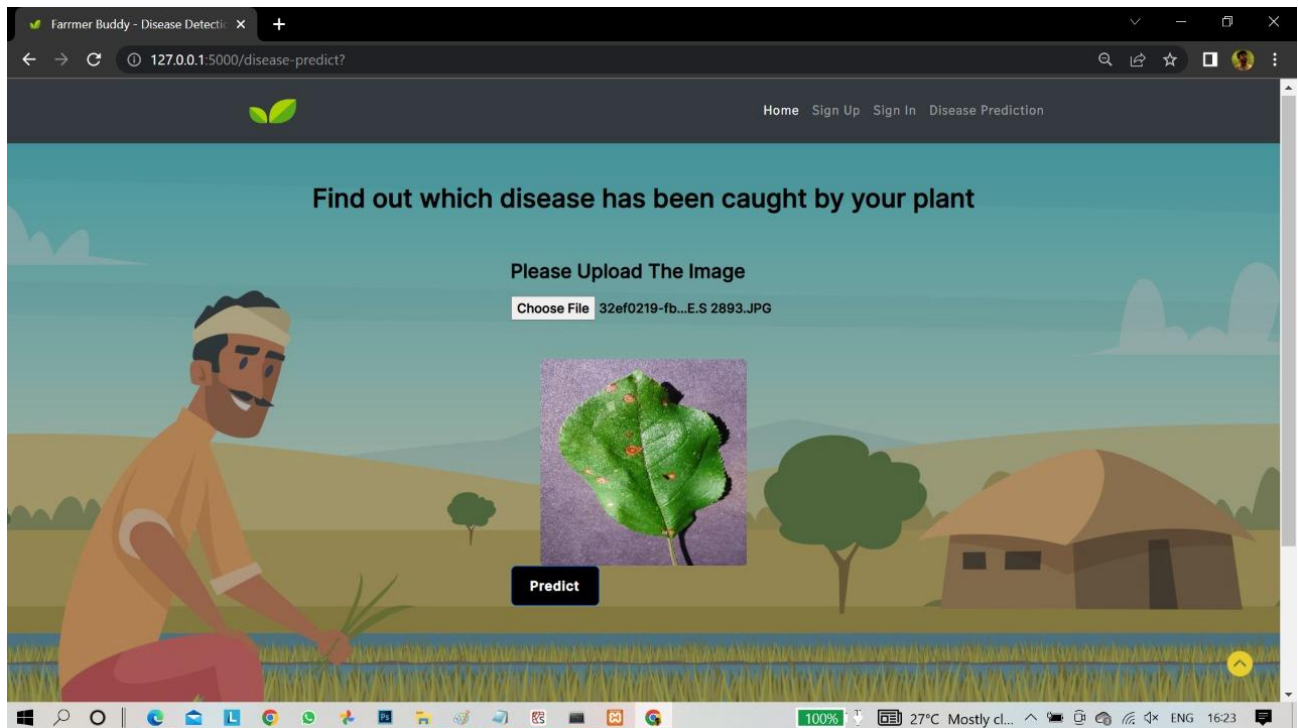 Farrmer Buddy - Disease Detectic
127.0.0.1:5000/disease-predict?
Home Sign Up Sign In Disease Prediction
Find out which disease has been caught by your plant
Please Upload The Image
Choose File 32ef0219-fb...E.S 2893.JPG
Predict
100% 27°C Mostly cl... ENG 16:23